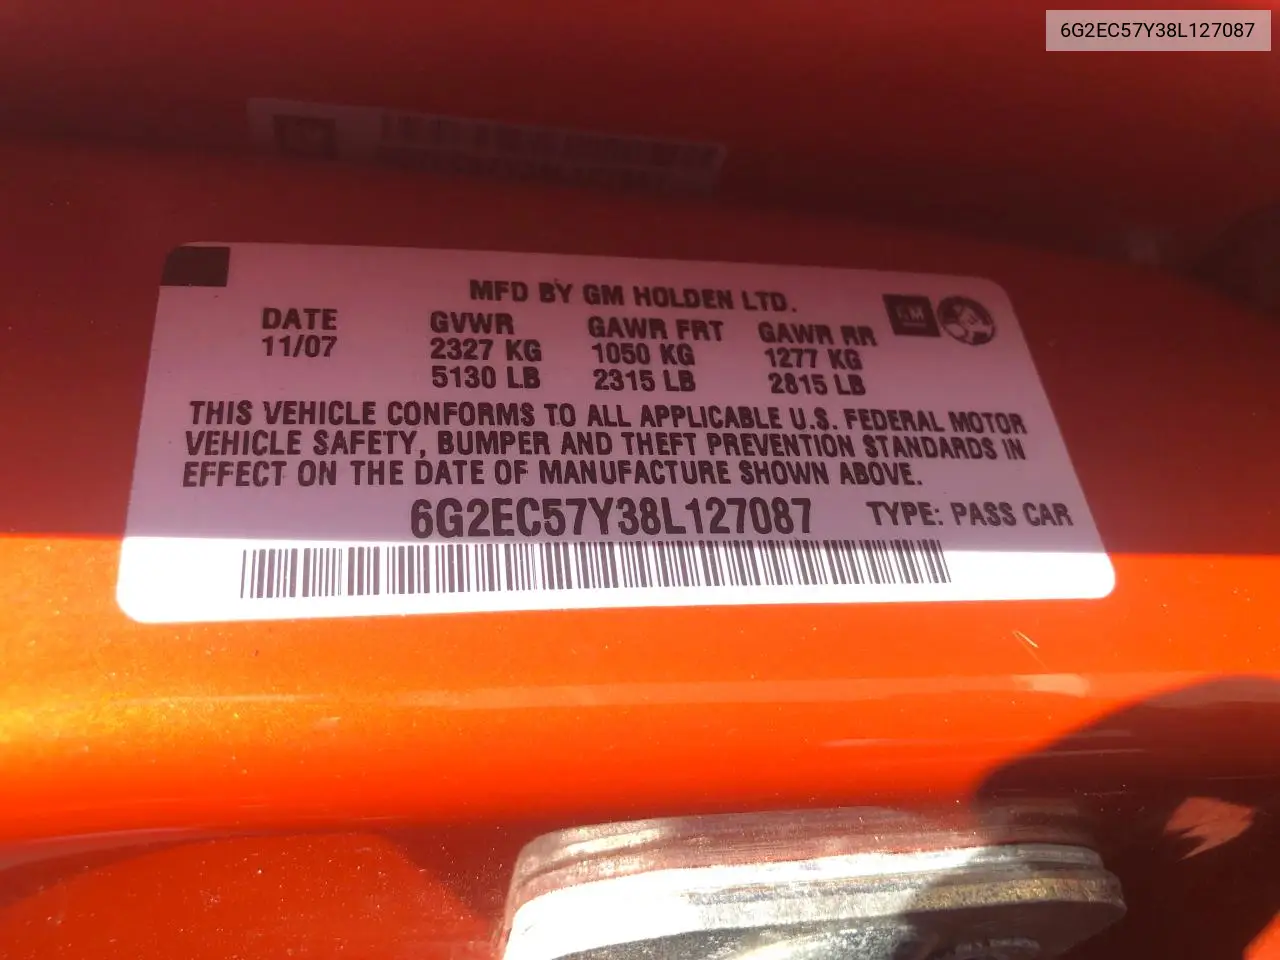 6G2EC57Y38L127087
MFD BY GM HOLDEN LTD.
GM
DATE GVWR GAWR FRT GAWR RR
11/07 2327 KG 1050 KG 1277 KG
5130 LB 2315 LB 2815 LB
THIS VEHICLE CONFORMS TO ALL APPLICABLE U.S. FEDERAL MOTOR
VEHICLE SAFETY, BUMPER AND THEFT PREVENTION STANDARDS IN
EFFECT ON THE DATE OF MANUFACTURE SHOWN ABOVE.
6G2EC57Y38L127087 TYPE: PASS CAR